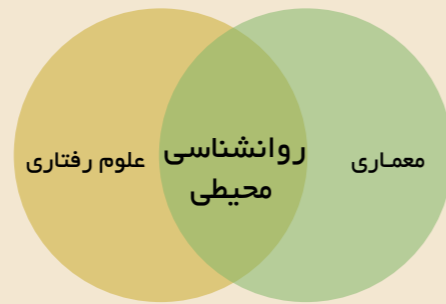 معماری
روانشناسی
محیطی
علوم رفتاری